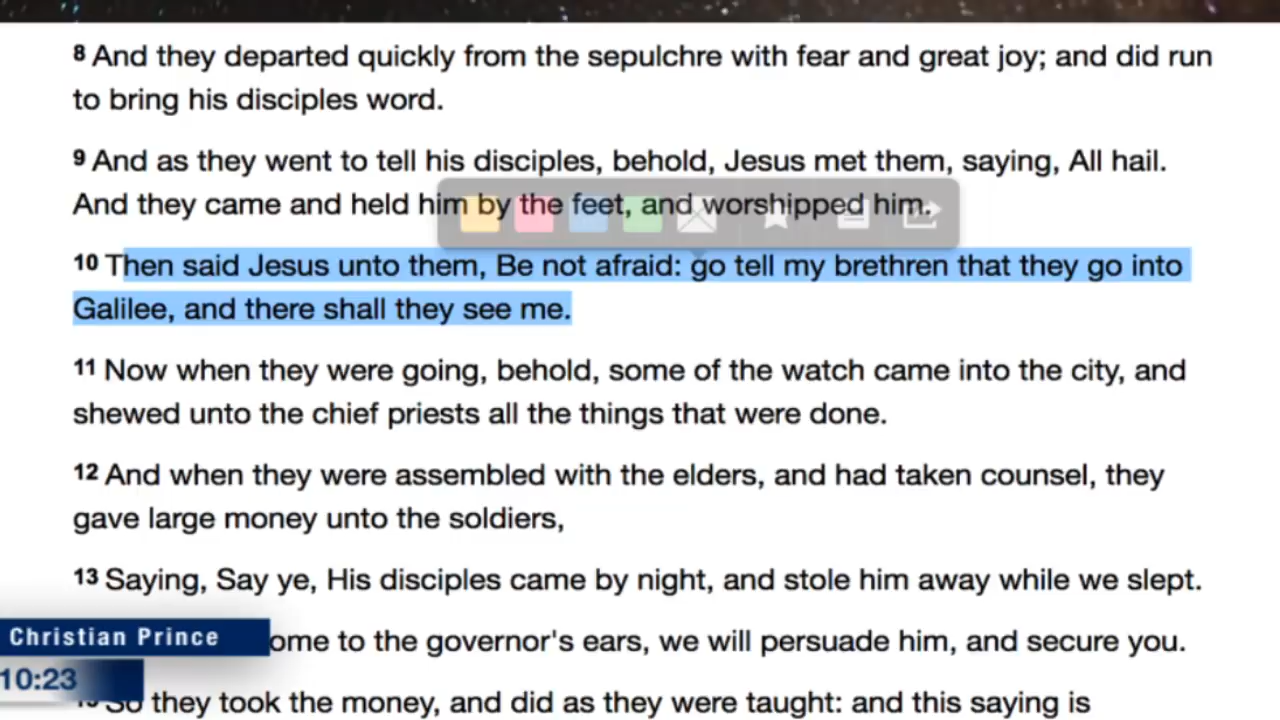 8 And they departed quickly from the sepulchre with fear and great joy; and did run
to bring his disciples word.
9 And as they went to tell his disciples, behold, Jesus met them, saying, All hail.
And they came and held him by the feet, and worshipped him.
10 Then said Jesus unto them, Be not afraid: go tell my brethren that they go into
Galilee, and there shall they see me.
11 Now when they were going, behold, some of the watch came into the city, and
shewed unto the chief priests all the things that were done.
12 And when they were assembled with the elders, and had taken counsel, they
gave large money unto the soldiers,
13 Saying, Say ye, His disciples came by night, and stole him away while we slept.
Christian Prince
ome to the governor's ears, we will persuade him, and secure you.
10:23
So they took the money, and did as they were taught: and this saying is